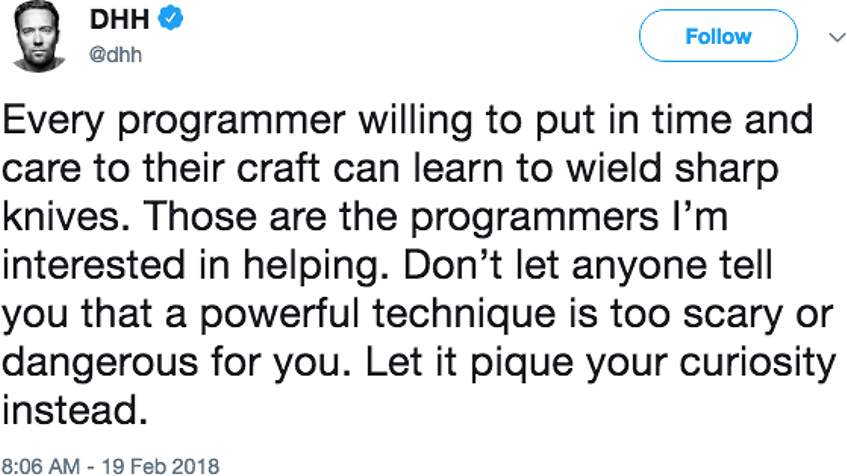 DHH
@dhh
Follow
Every programmer willing to put in time and
care to their craft can learn to wield sharp
knives. Those are the programmers I’m
interested in helping. Don’t let anyone tell
you that a powerful technique is too scary or
dangerous for you. Let it pique your curiosity
instead.
8:06 AM - 19 Feb 2018